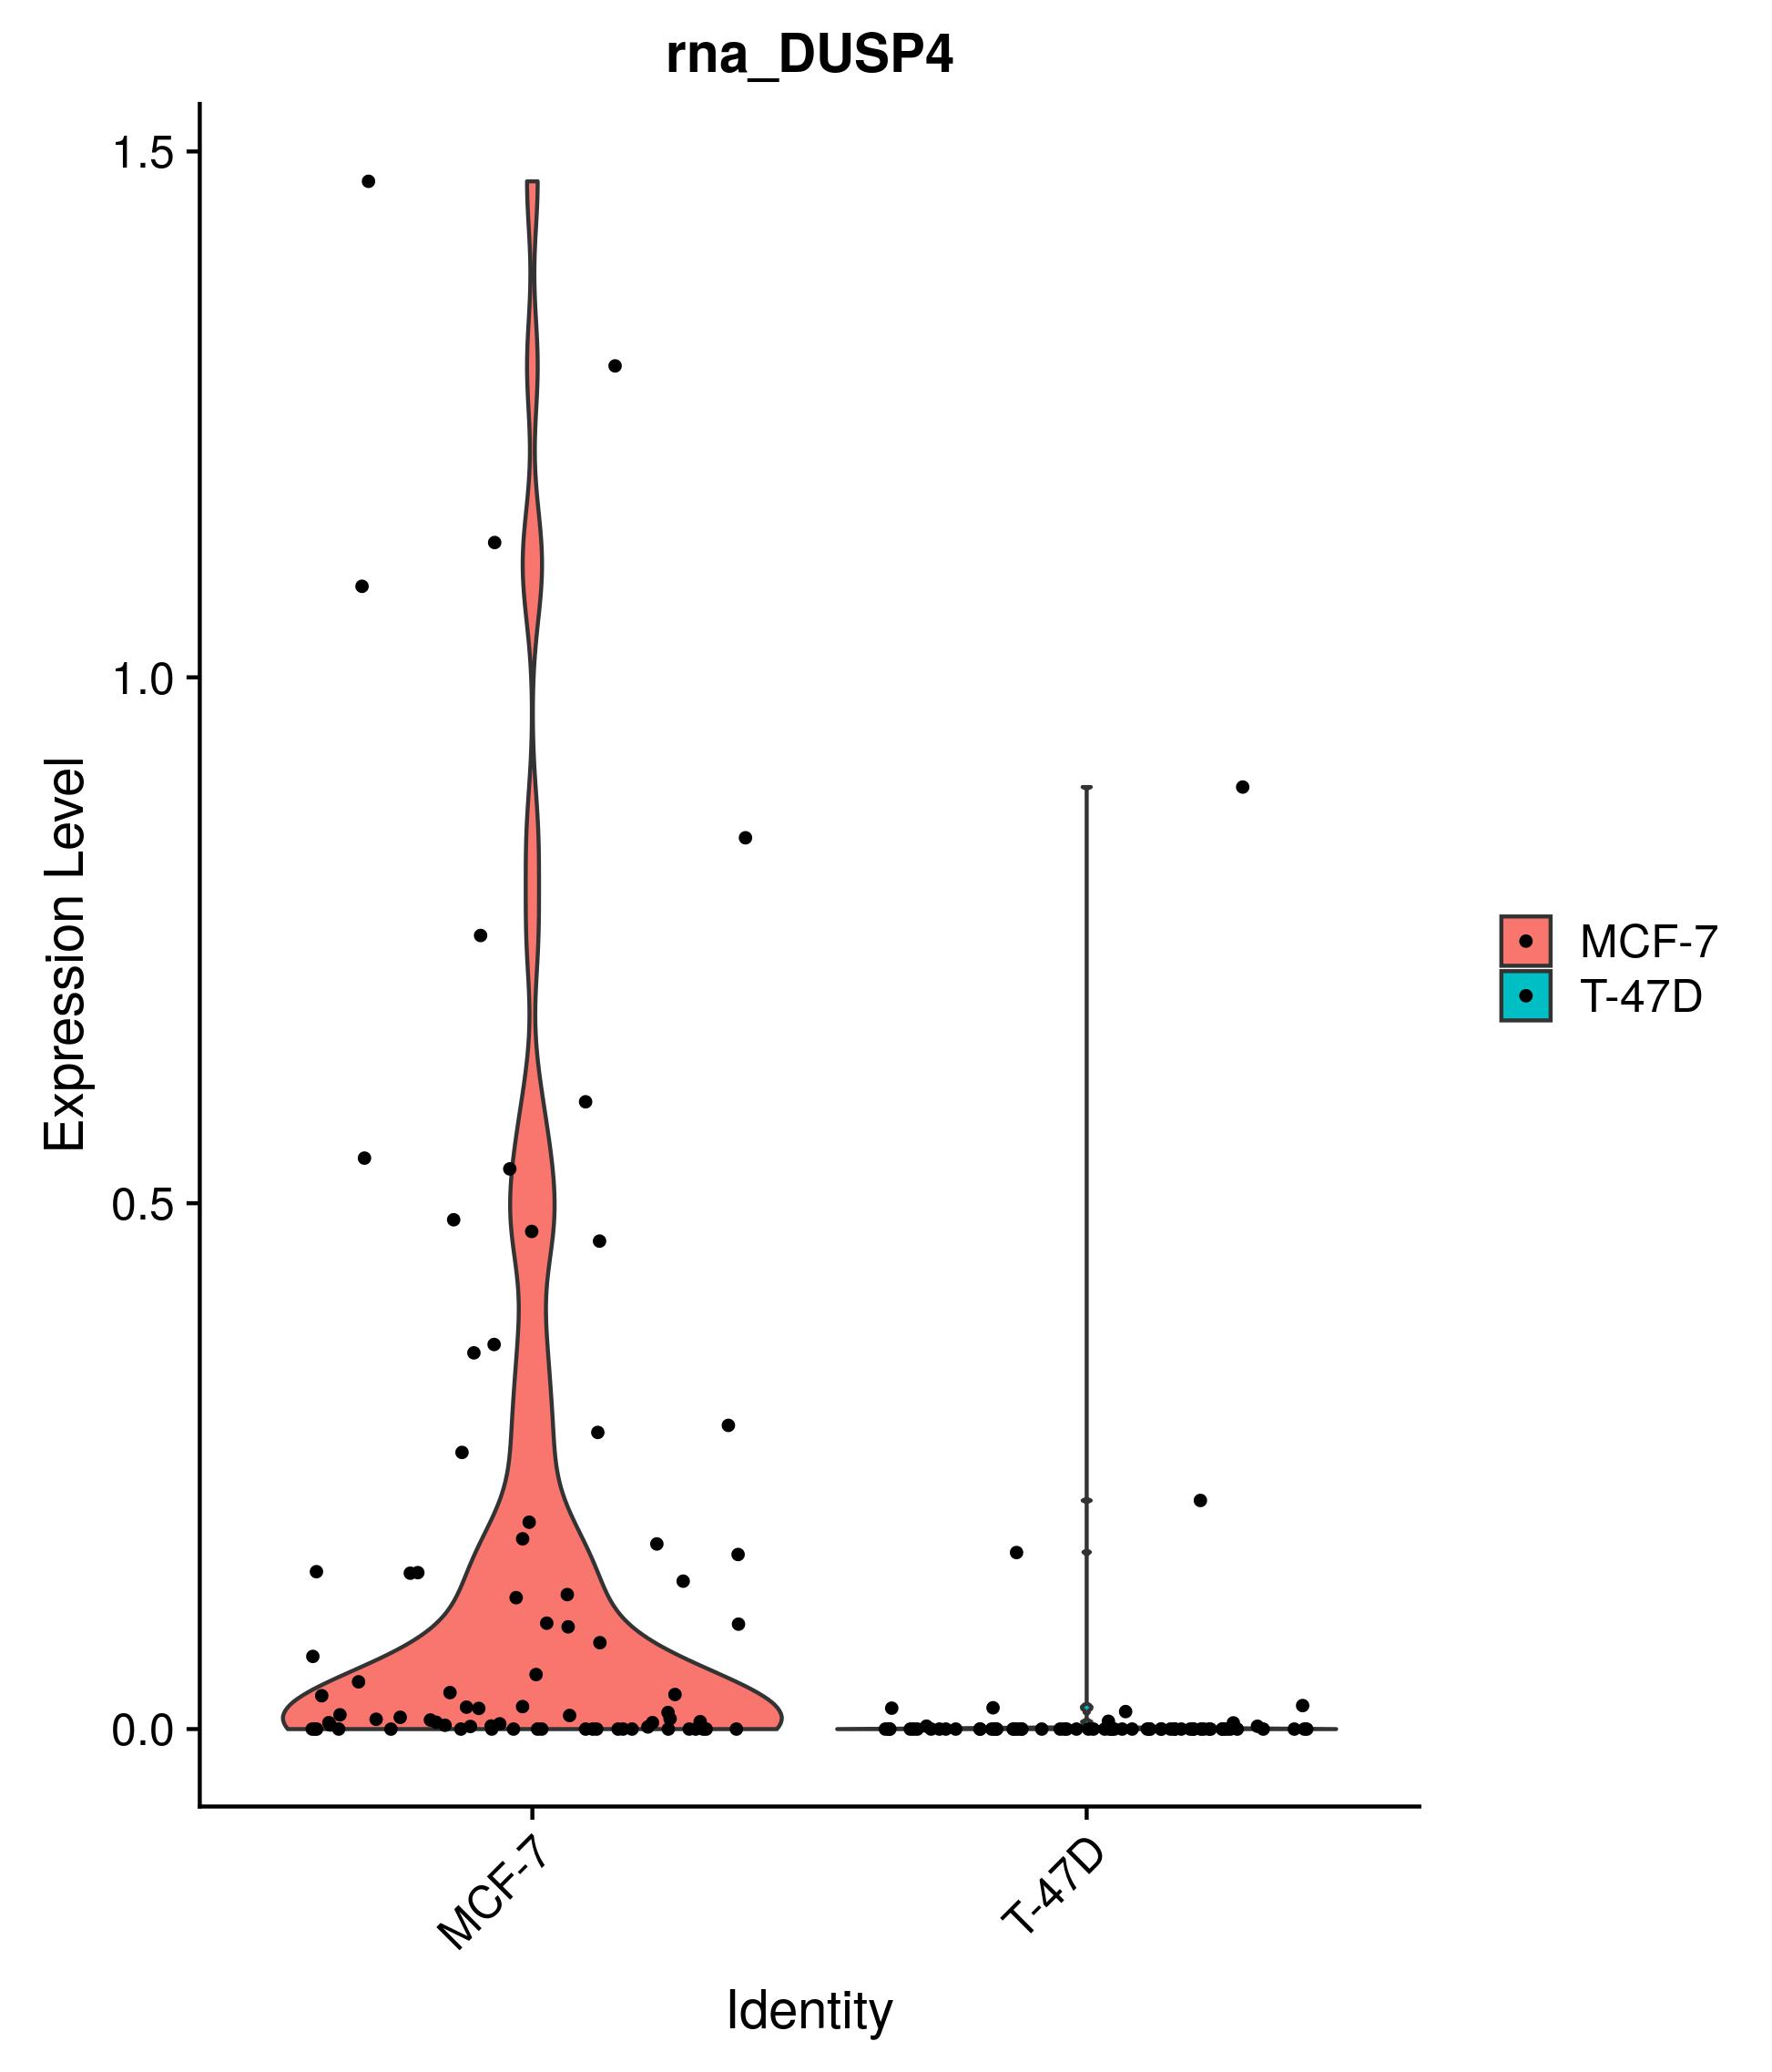 rna_DUSP4
1.5
1.0
0.5
0.0
Expression Level
MCF-7
T-47D
Identity
MCF-7
T-47D